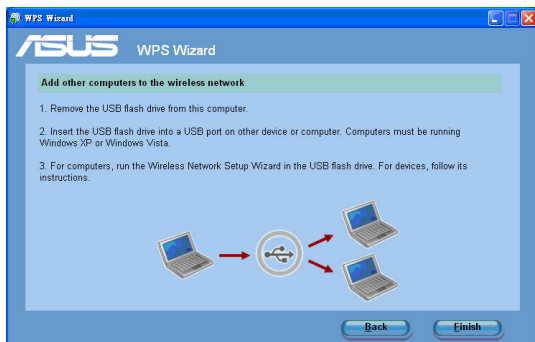 WPS Wizard
ASUS WPS Wizard
Add other computers to the wireless network
1. Remove the USB flash drive from this computer.
2. Insert the USB flash drive into a USB port on other device or computer. Computers must be running
Windows XP or Windows Vista.
3. For computers, run the Wireless Network Setup Wizard in the USB flash drive. For devices, follow its
instructions.
Back Finish